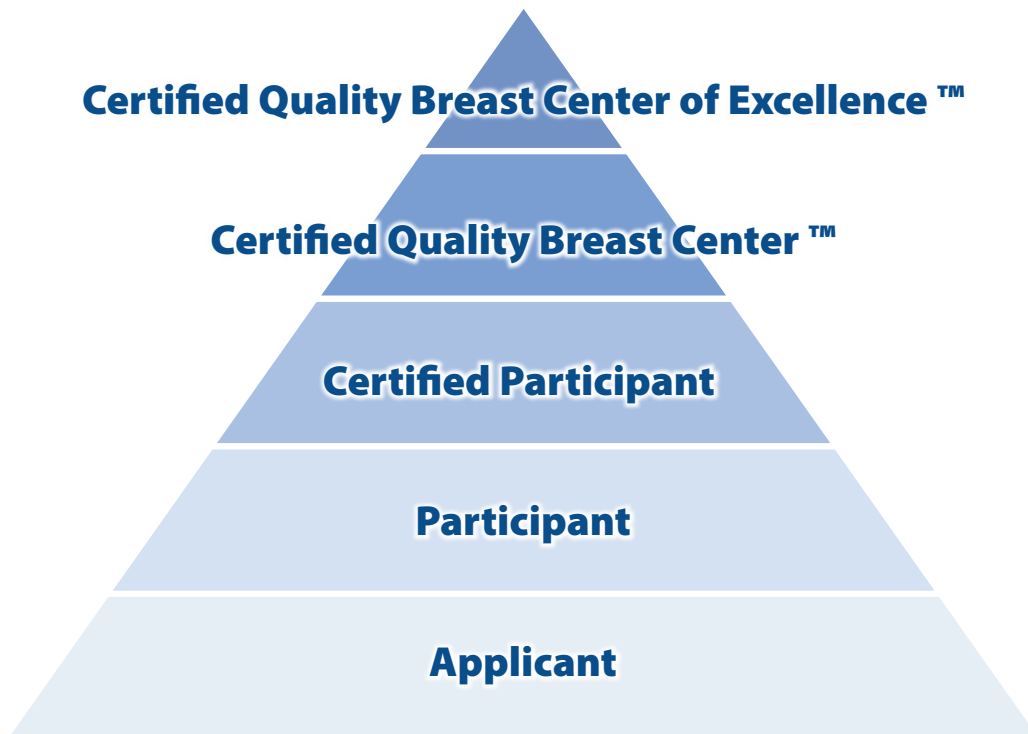 Certified Quality Breast Center of Excellence ™
Certified Quality Breast Center ™
Certified Participant
Participant
Applicant